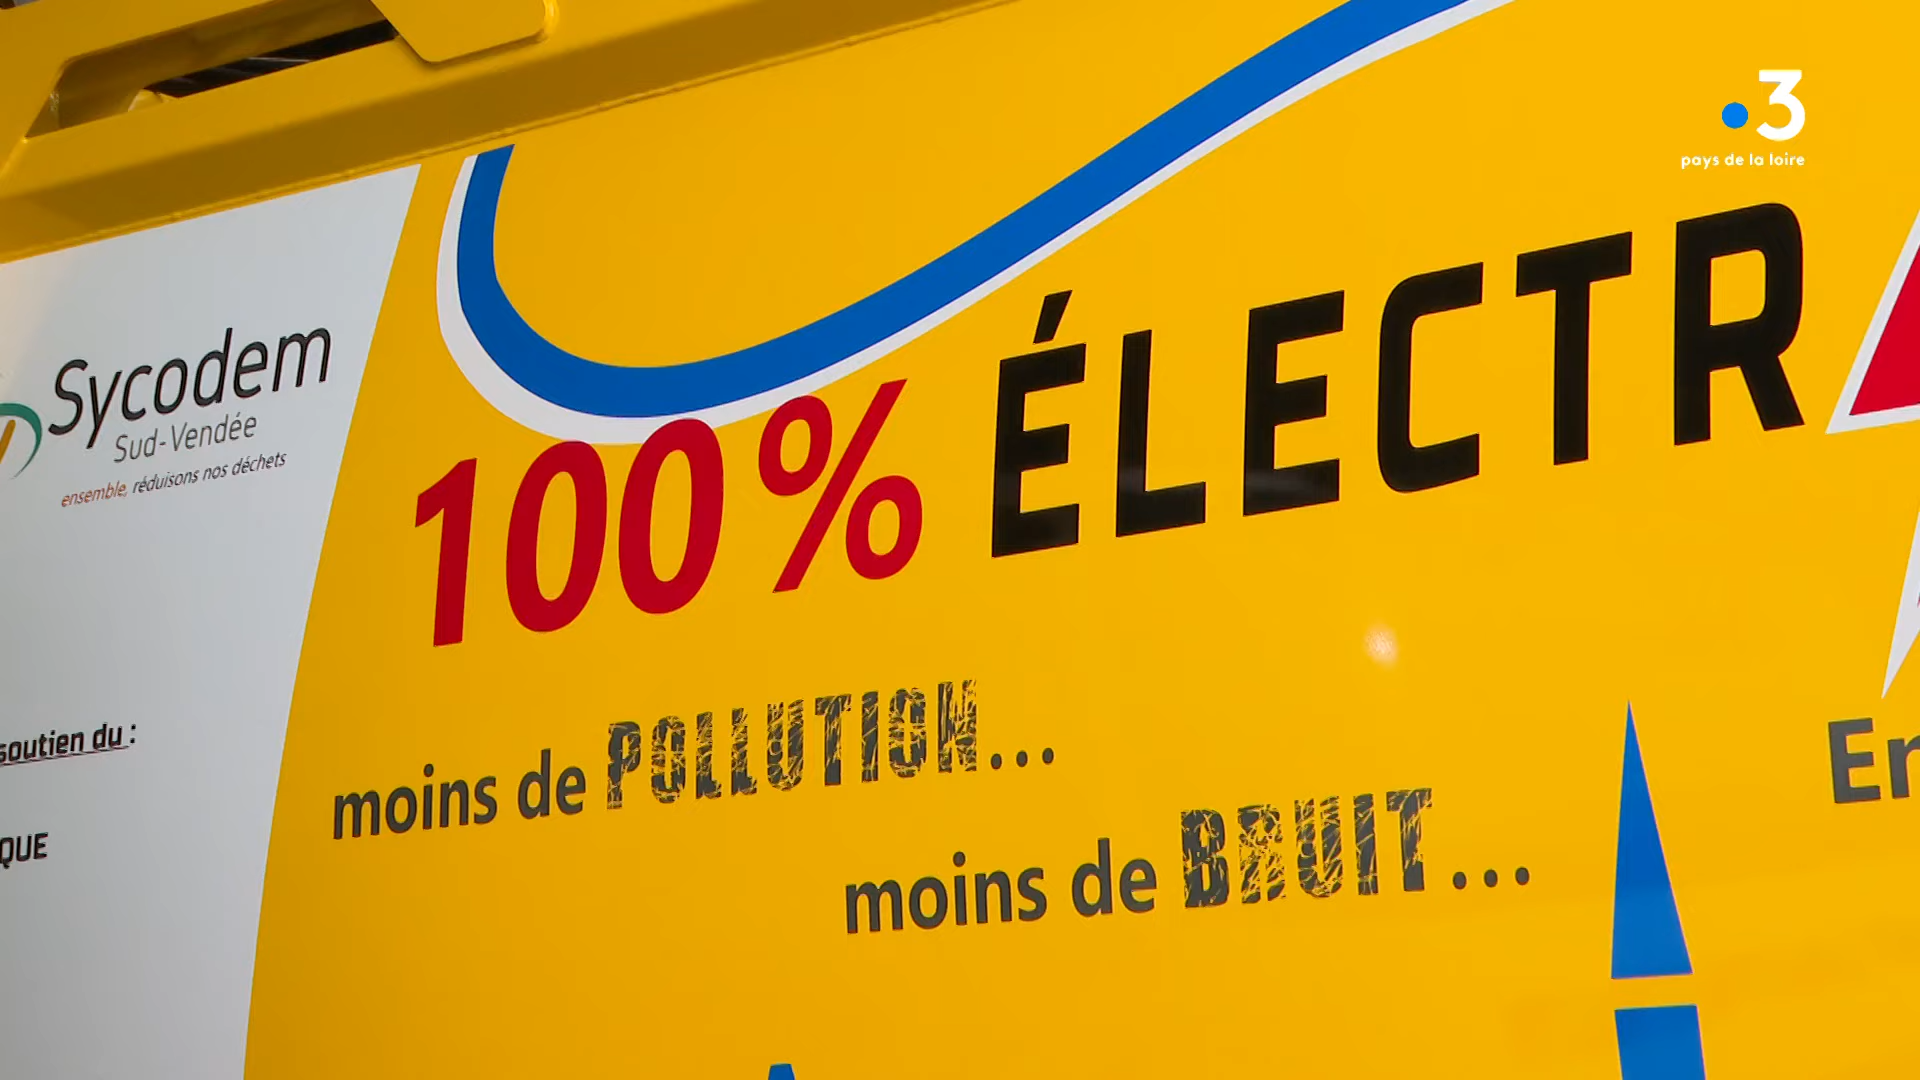 3
pays de la loire
Sycodem
Sud-Vendée
ensemble, réduisons nos déchets
100% ÉLECTR
moins de POLLUTION...
moins de BRUIT...
soutien du :
QUE
En